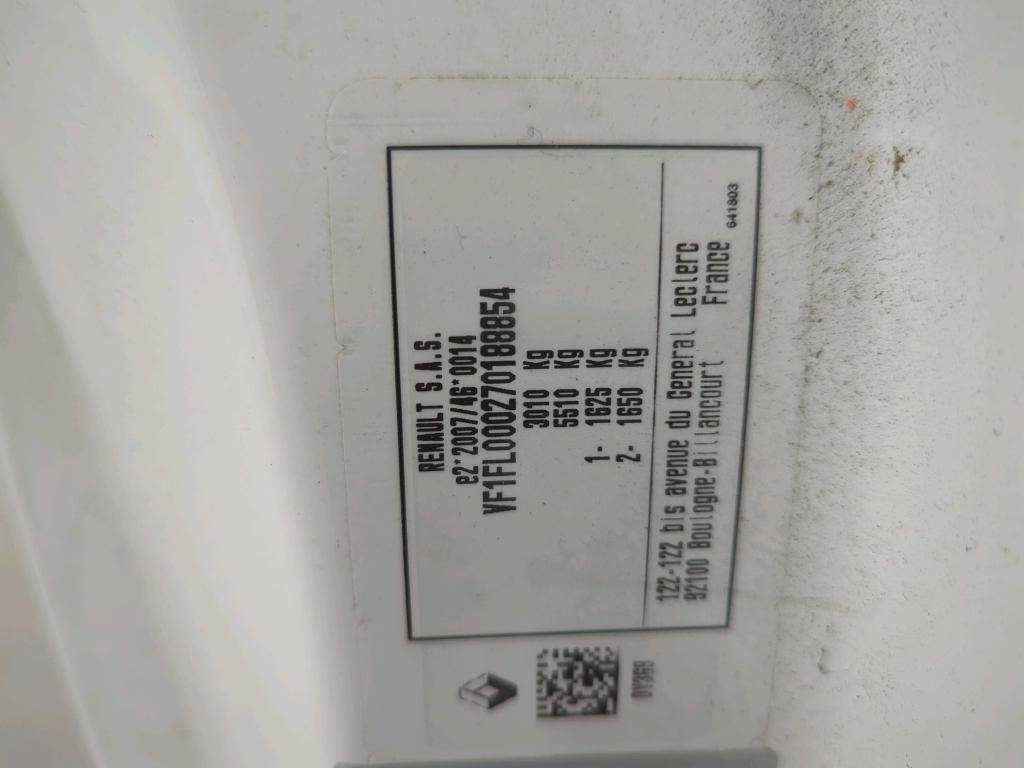 RENAULT S.A.S.
e2*2007/46*0014
VF1FL000270188854
3010 Kg
5510 Kg
1- 1625 Kg
2- 1650 Kg
122-122 bis avenue du General Leclerc
92100 Boulogne-Billancourt France
641803